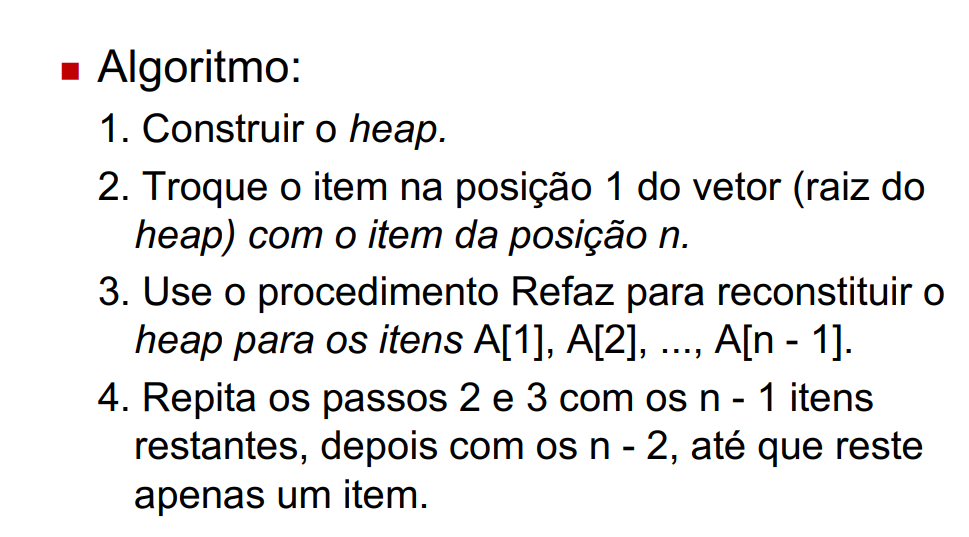 Algoritmo:
1. Construir o heap.
2. Troque o item na posição 1 do vetor (raiz do
heap) com o item da posição n.
3. Use o procedimento Refaz para reconstituir o
heap para os itens A[1], A[2], ..., A[n - 1].
4. Repita os passos 2 e 3 com os n - 1 itens
restantes, depois com os n - 2, até que reste
apenas um item.